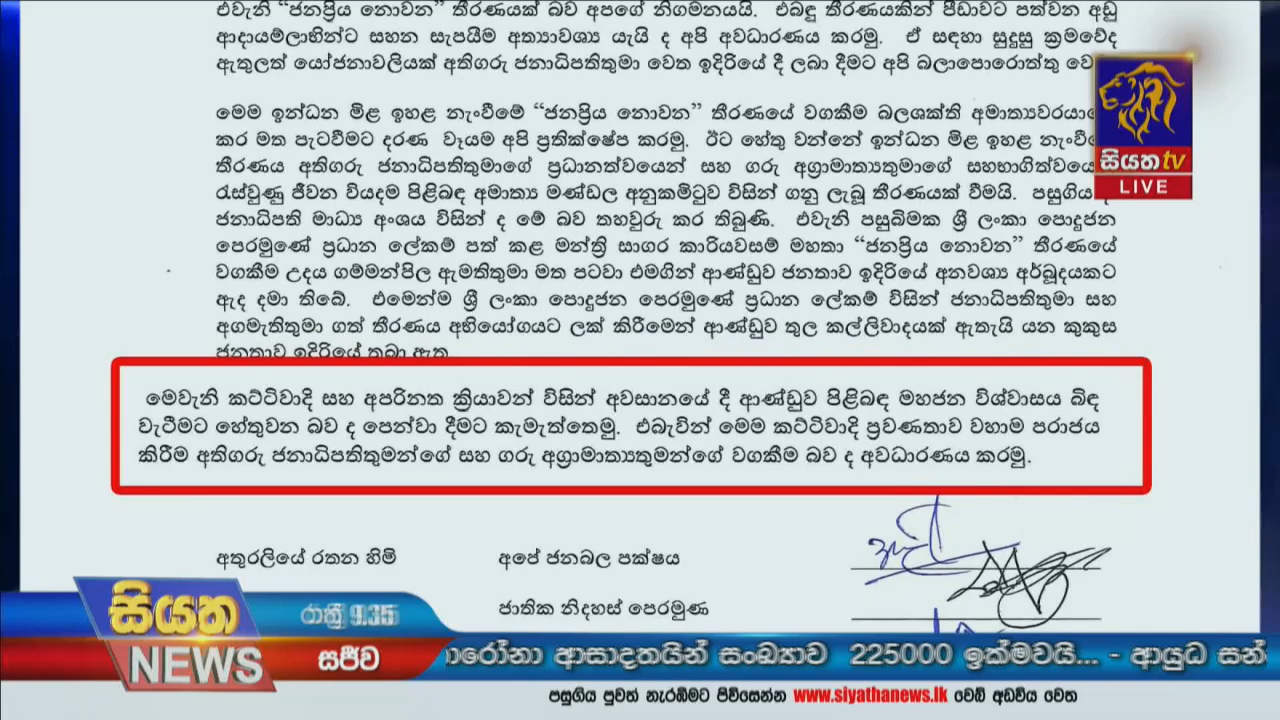 එවැනි “ජනප්‍රිය නොවන” තීරණයක් බව අපගේ නිගමනයයි. එබඳු තීරණයකින් පීඩාවට පත්වන අඩු
ආදායම්ලාභින්ට සහන සැපයීම අත්‍යාවශ්‍ය යැයි ද අපි අවධාරණය කරමු. ඒ සඳහා සුදුසු ක්‍රමවේද
ඇතුලත් යෝජනාවලියක් අතිගරු ජනාධිපතිතුමා වෙත ඉදිරියේ දී ලබා දීමට අපි බලාපොරොත්තු
මෙම ඉන්ධන මිළ ඉහළ නැංවීමේ “ජනප්‍රිය නොවන” තීරණයේ වගකීම බලශක්ති
කර මත පැටවීමට දරණ වෑයම අපි ප්‍රතික්ෂේප කරමු. ඊට හේතු වන්නේ ඉන්ධන මිළ ඉහළ
තීරණය අතිගරු ජනාධිපතිතුමාගේ ප්‍රධානත්වයෙන් සහ ගරු අග්‍රාමාත්‍යතුමාගේ
රැස්වුණු ජීවන වියදම පිළිබඳ අමාත්‍ය මණ්ඩල අනුකමිටුව විසින් ගනු ලැබූ තීරණයක් වීමයි.
ජනාධිපති මාධ්‍ය අංශය විසින් ද මේ බව තහවුරු කර තිබුණි. එවැනි පසුබිමක ශ්‍රී ලංකා පොදුජන
පෙරමුණේ ප්‍රධාන ලේකම් පත් කළ මන්ත්‍රී සාගර කාරියවසම් මහතා “ජනප්‍රිය නොවන” තීරණයේ
වගකීම උදය ගම්මන්පිල ඇමතිතුමා මත පටවා එමගින් ආණ්ඩුව ජනතාව ඉදිරියේ අනවශ්‍ය අර්බූදයකට
ඇද දමා තිබේ. එමෙන්ම ශ්‍රී ලංකා පොදුජන පෙරමුණේ ප්‍රධාන ලේකම් විසින් ජනාධිපතිතුමා සහ
අගමැතිතුමා ගත් තීරණය අභියෝගයට ලක් කිරීමෙන් ආණ්ඩුව තුල කල්ලිවාදයක් ඇතැයි යන කුකුස
ජනතාව ඉදිරියේ තබා ඇත
මෙවැනි කට්ටිවාදි සහ අපරිනත ක්‍රියාවන් විසින් අවසානයේ දී ආණ්ඩුව පිළිබඳ මහජන විශ්වාසය බිඳ
වැටීමට හේතුවන බව ද පෙන්වා දීමට කැමැත්තෙමු. එබැවින් මෙම කට්ටිවාදි ප්‍රවණතාව වහාම පරාජය
කිරීම අතිගරු ජනාධිපතිතුමන්ගේ සහ ගරු අග්‍රාමාත්‍යතුමන්ගේ වගකීම බව ද අවධාරණය කරමු.
අතුරලියේ රතන හිමි අපේ ජනබල පක්ෂය
ජාතික නිදහස් පෙරමුණ
සියත tv
LIVE
සියත
NEWS
රාත්‍රී 9.35
සජීව
ආසාදතයින් සංඛ්‍යාව 225000 ඉක්මවයි... - ආයුධ
පසුගිය පුවත් නැරඹීමට පිවිසෙන්න www.siyathanews.lk වෙබ් අඩවිය වෙත